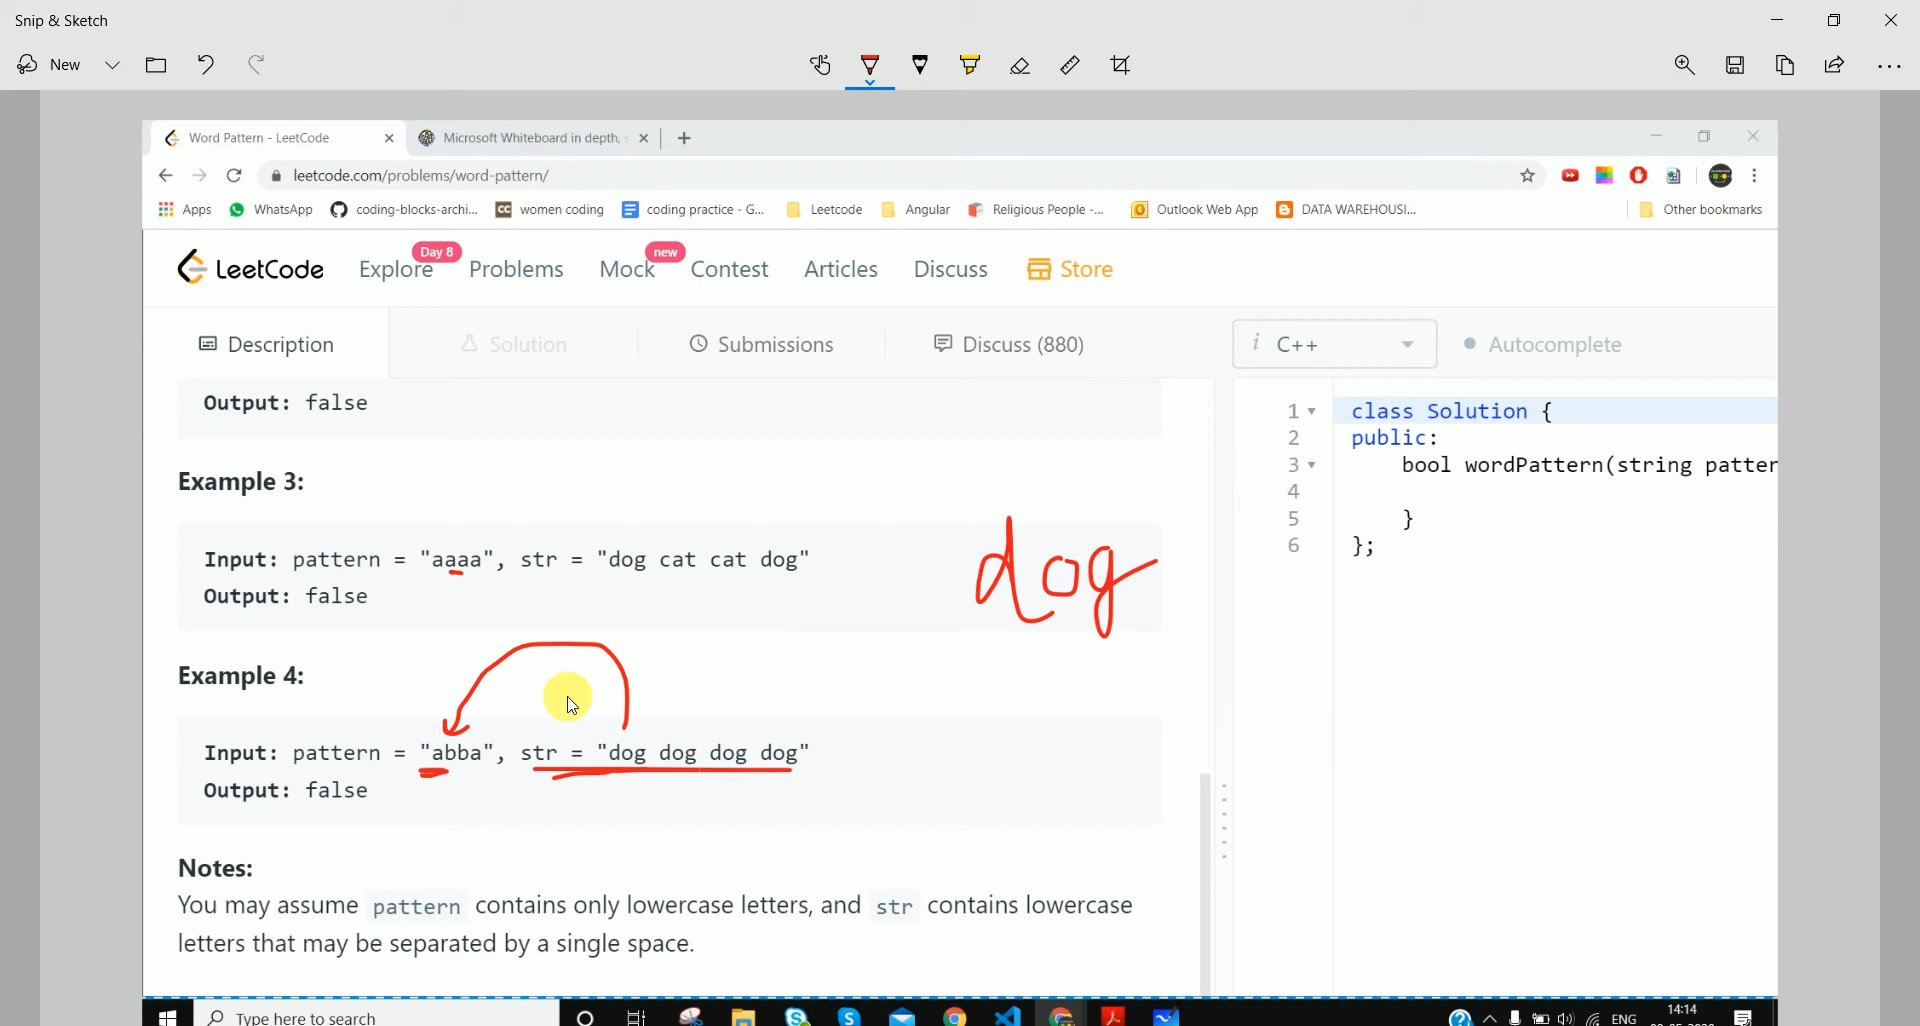 Snip & Sketch
New
Word Pattern - LeetCode
Microsoft Whiteboard in depth,
leetcode.com/problems/word-pattern/
Apps WhatsApp coding-blocks-archi... women coding coding practice - G... Leetcode Angular Religious People -... Outlook Web App DATA WAREHOUSI... Other bookmarks
Day 8 new
LeetCode Explore Problems Mock Contest Articles Discuss Store
Description Solution Submissions Discuss (880)
i C++ Autocomplete
Output: false
Example 3:
Input: pattern = "aaaa", str = "dog cat cat dog"
Output: false
dog
Example 4:
Input: pattern = "abba", str = "dog dog dog dog"
Output: false
Notes:
You may assume pattern contains only lowercase letters, and str contains lowercase
letters that may be separated by a single space.
1 class Solution {
2 public:
3 bool wordPattern(string patter
4
5 }
6 };
Type here to search
ENG
14:14